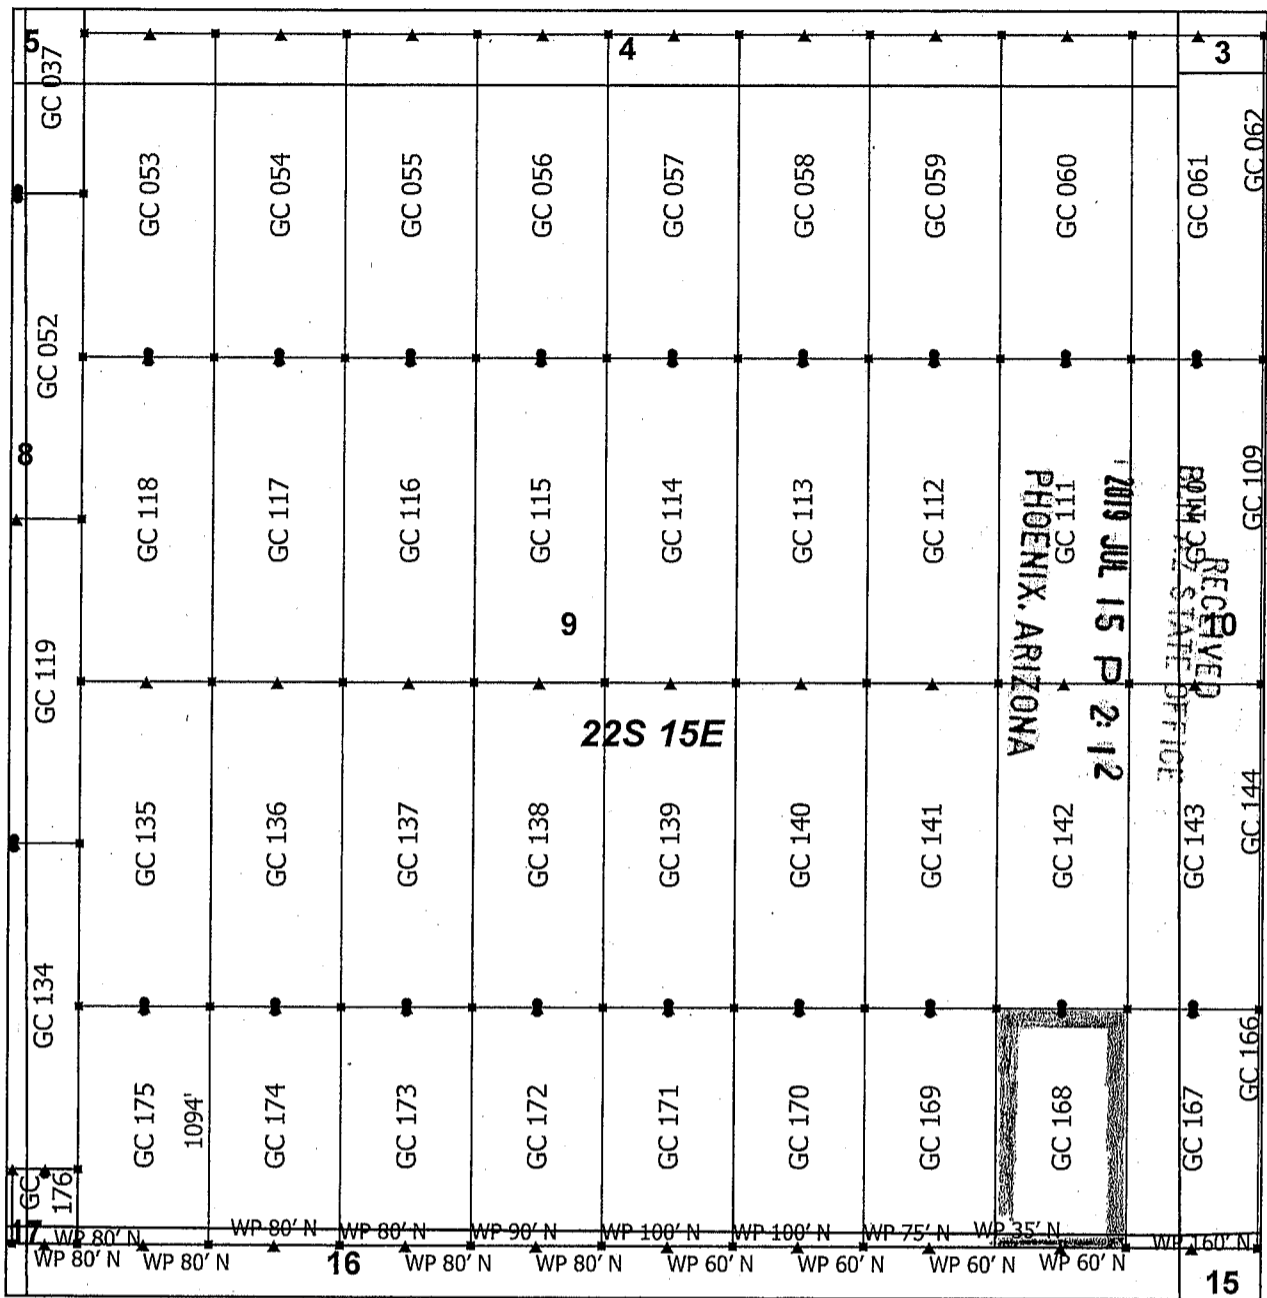 5
4
3
GC 037
GC 053
GC 054
GC 055
GC 056
GC 057
GC 058
GC 059
GC 060
GC 061
GC 062
GC 052
8
GC 118
GC 117
GC 116
GC 115
GC 114
GC 113
GC 112
GC 111
GC 109
RECEIVED
STATE OFFICE
2019 JUL 15 P 2:12
PHOENIX, ARIZONA
9
10
GC 119
22S 15E
GC 135
GC 136
GC 137
GC 138
GC 139
GC 140
GC 141
GC 142
GC 143
GC 144
GC 134
GC 175
1094'
GC 174
GC 173
GC 172
GC 171
GC 170
GC 169
GC 168
GC 167
GC 166
GC 176
17
WP 80' N
WP 80' N
WP 80' N
WP 90' N
WP 100' N
WP 100' N
WP 75' N
WP 35' N
WP 160' N
WP 80' N
WP 80' N
16
WP 80' N
WP 80' N
WP 60' N
WP 60' N
WP 60' N
WP 60' N
15